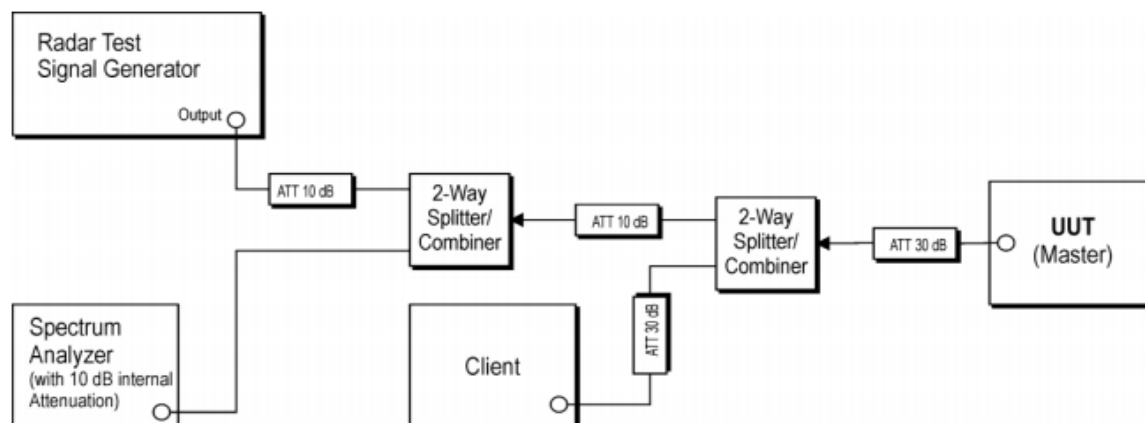 Radar Test
Signal Generator
Output
ATT 10 dB
2-Way
Splitter/
Combiner
ATT 10 dB
2-Way
Splitter/
Combiner
ATT 30 dB
UUT
(Master)
Spectrum
Analyzer
(with 10 dB internal
Attenuation)
Client
ATT 30 dB